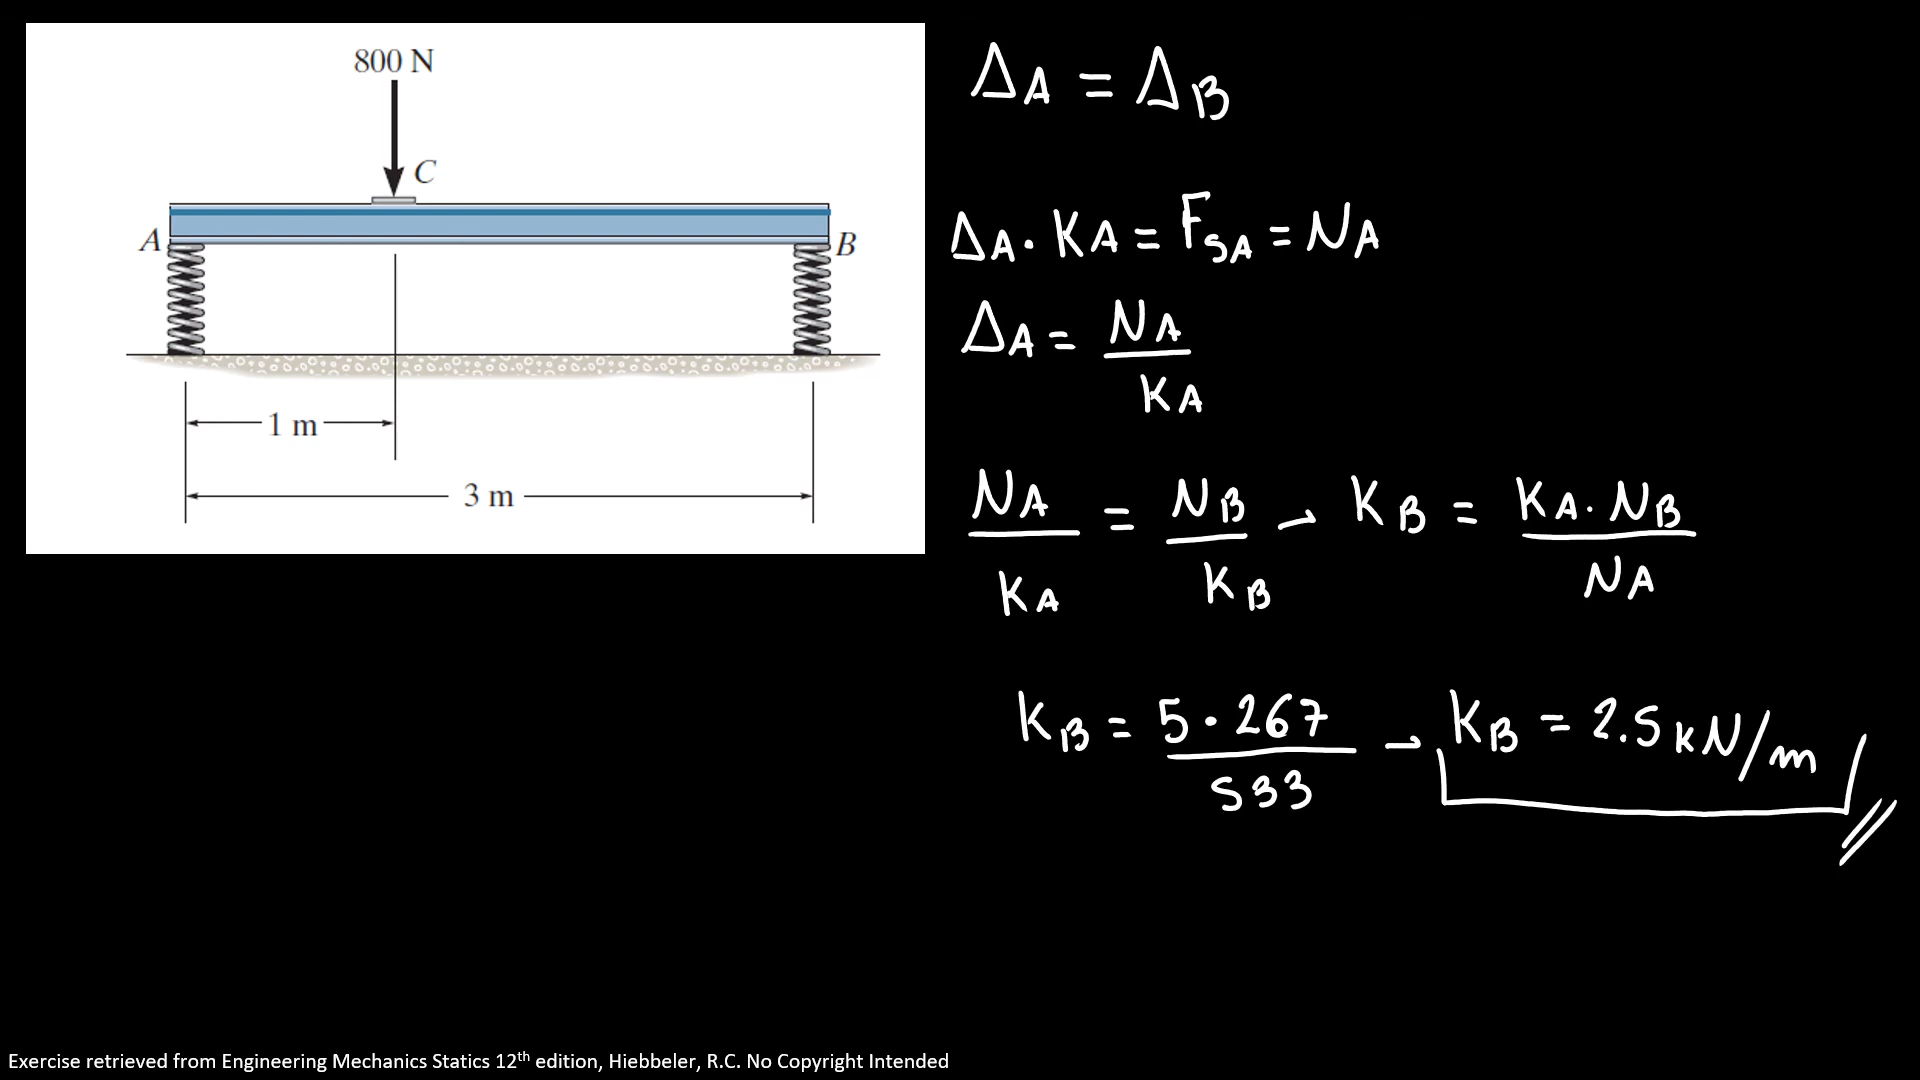 800 N
C
A
B
1 m
3 m
ΔA = ΔB
ΔA · KA = FSA = NA
ΔA = NA / KA
NA / KA = NB / KB → KB = KA · NB / NA
KB = 5 · 267 / 533 → KB = 2.5 kN/m
Exercise retrieved from Engineering Mechanics Statics 12th edition, Hiebbeler, R.C. No Copyright Intended